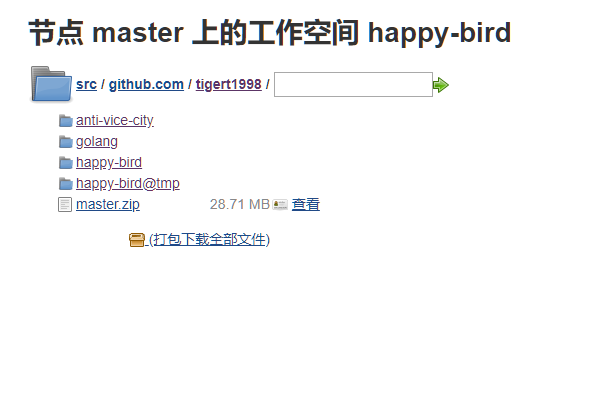 节点 master 上的工作空间 happy-bird
src / github.com / tigert1998 /
anti-vice-city
golang
happy-bird
happy-bird@tmp
master.zip 28.71 MB 查看
(打包下载全部文件)